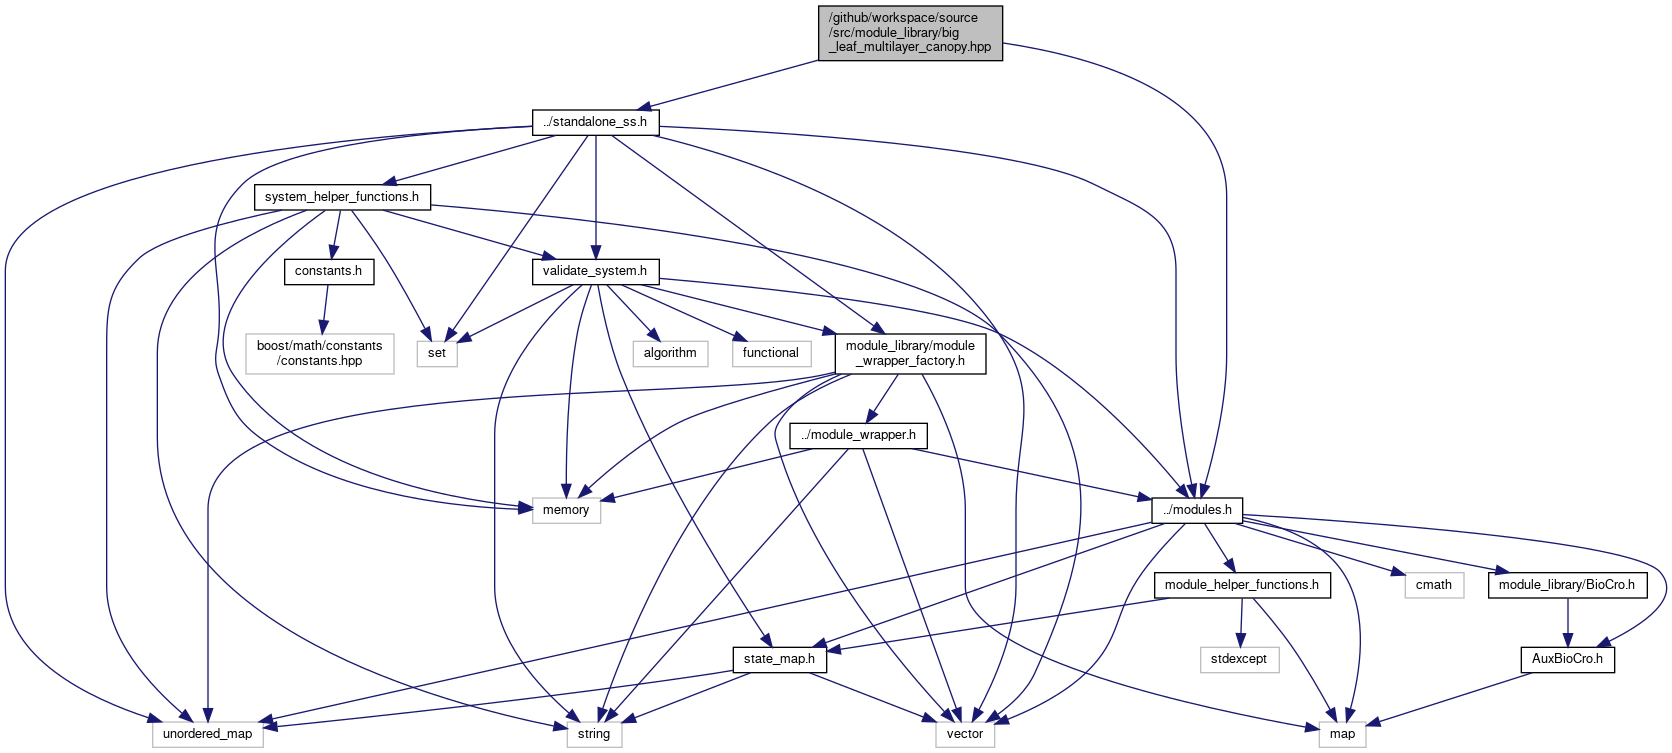 /github/workspace/source
/src/module_library/big
_leaf_multilayer_canopy.hpp
../standalone_ss.h
system_helper_functions.h
constants.h
validate_system.h
boost/math/constants
/constants.hpp
set
algorithm
functional
module_library/module
_wrapper_factory.h
../module_wrapper.h
memory
../modules.h
module_helper_functions.h
cmath
module_library/BioCro.h
state_map.h
stdexcept
AuxBioCro.h
unordered_map
string
vector
map